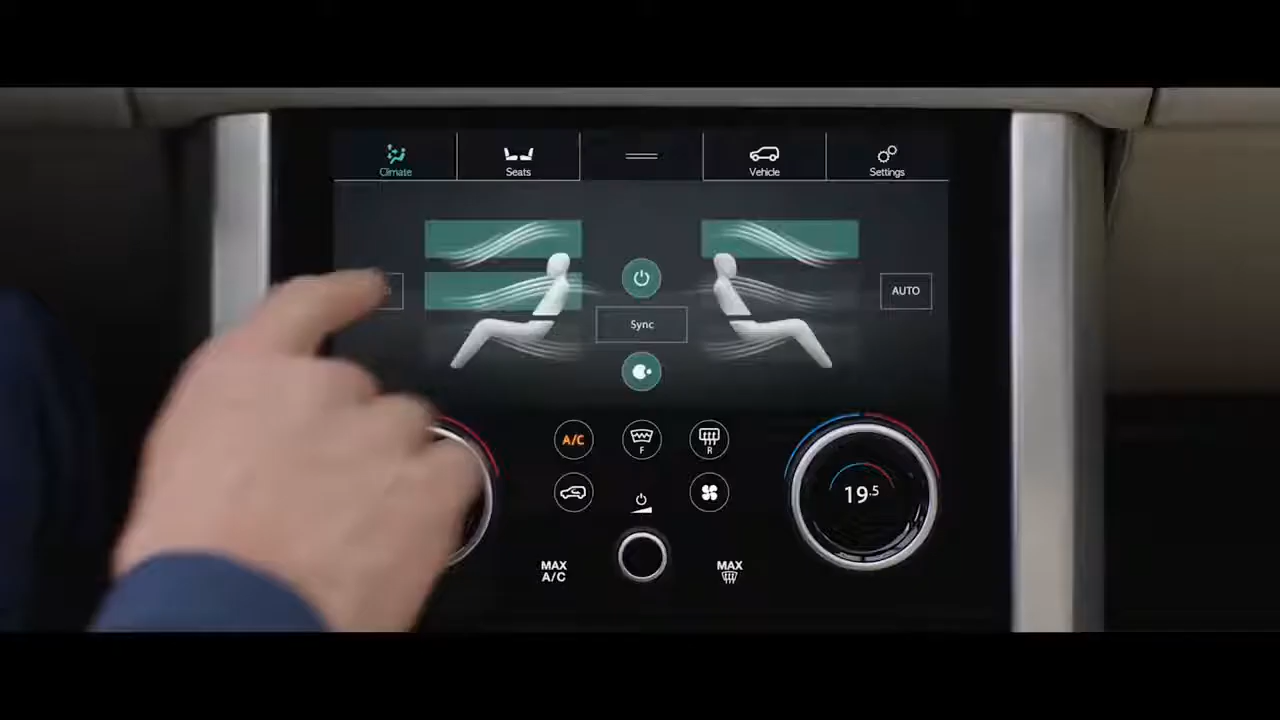 Climate
Seats
Vehicle
Settings
AUTO
Sync
A/C
F
R
19.5
MAX
A/C
MAX